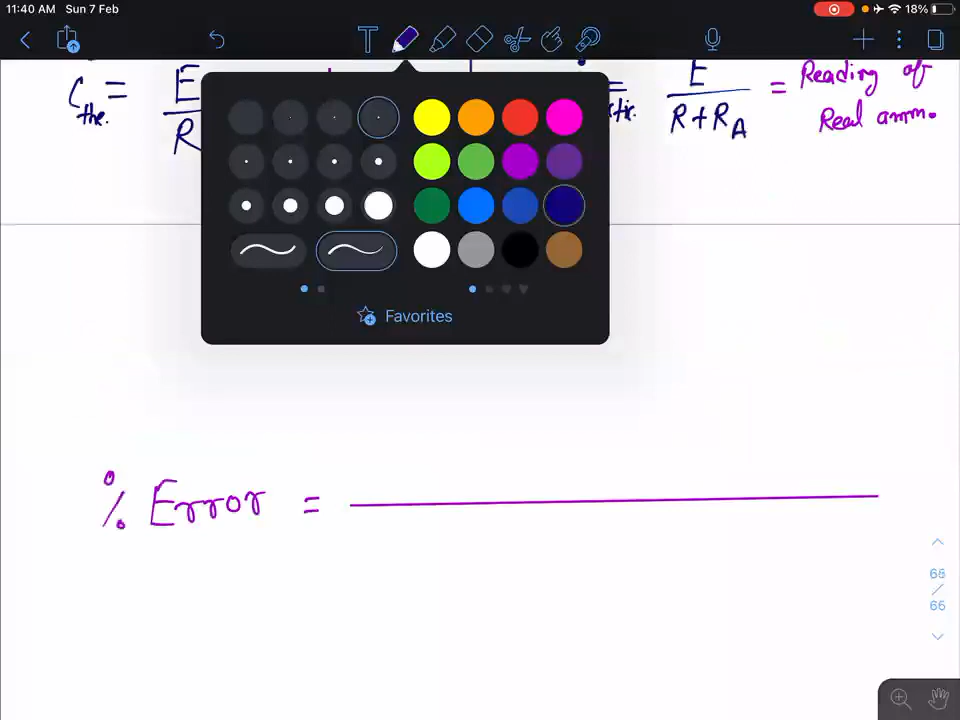 11:40 AM Sun 7 Feb
18%
T
C the. = E / R
= E / R + RA = Reading of
Real amm.
Favorites
% Error =
65
/
66